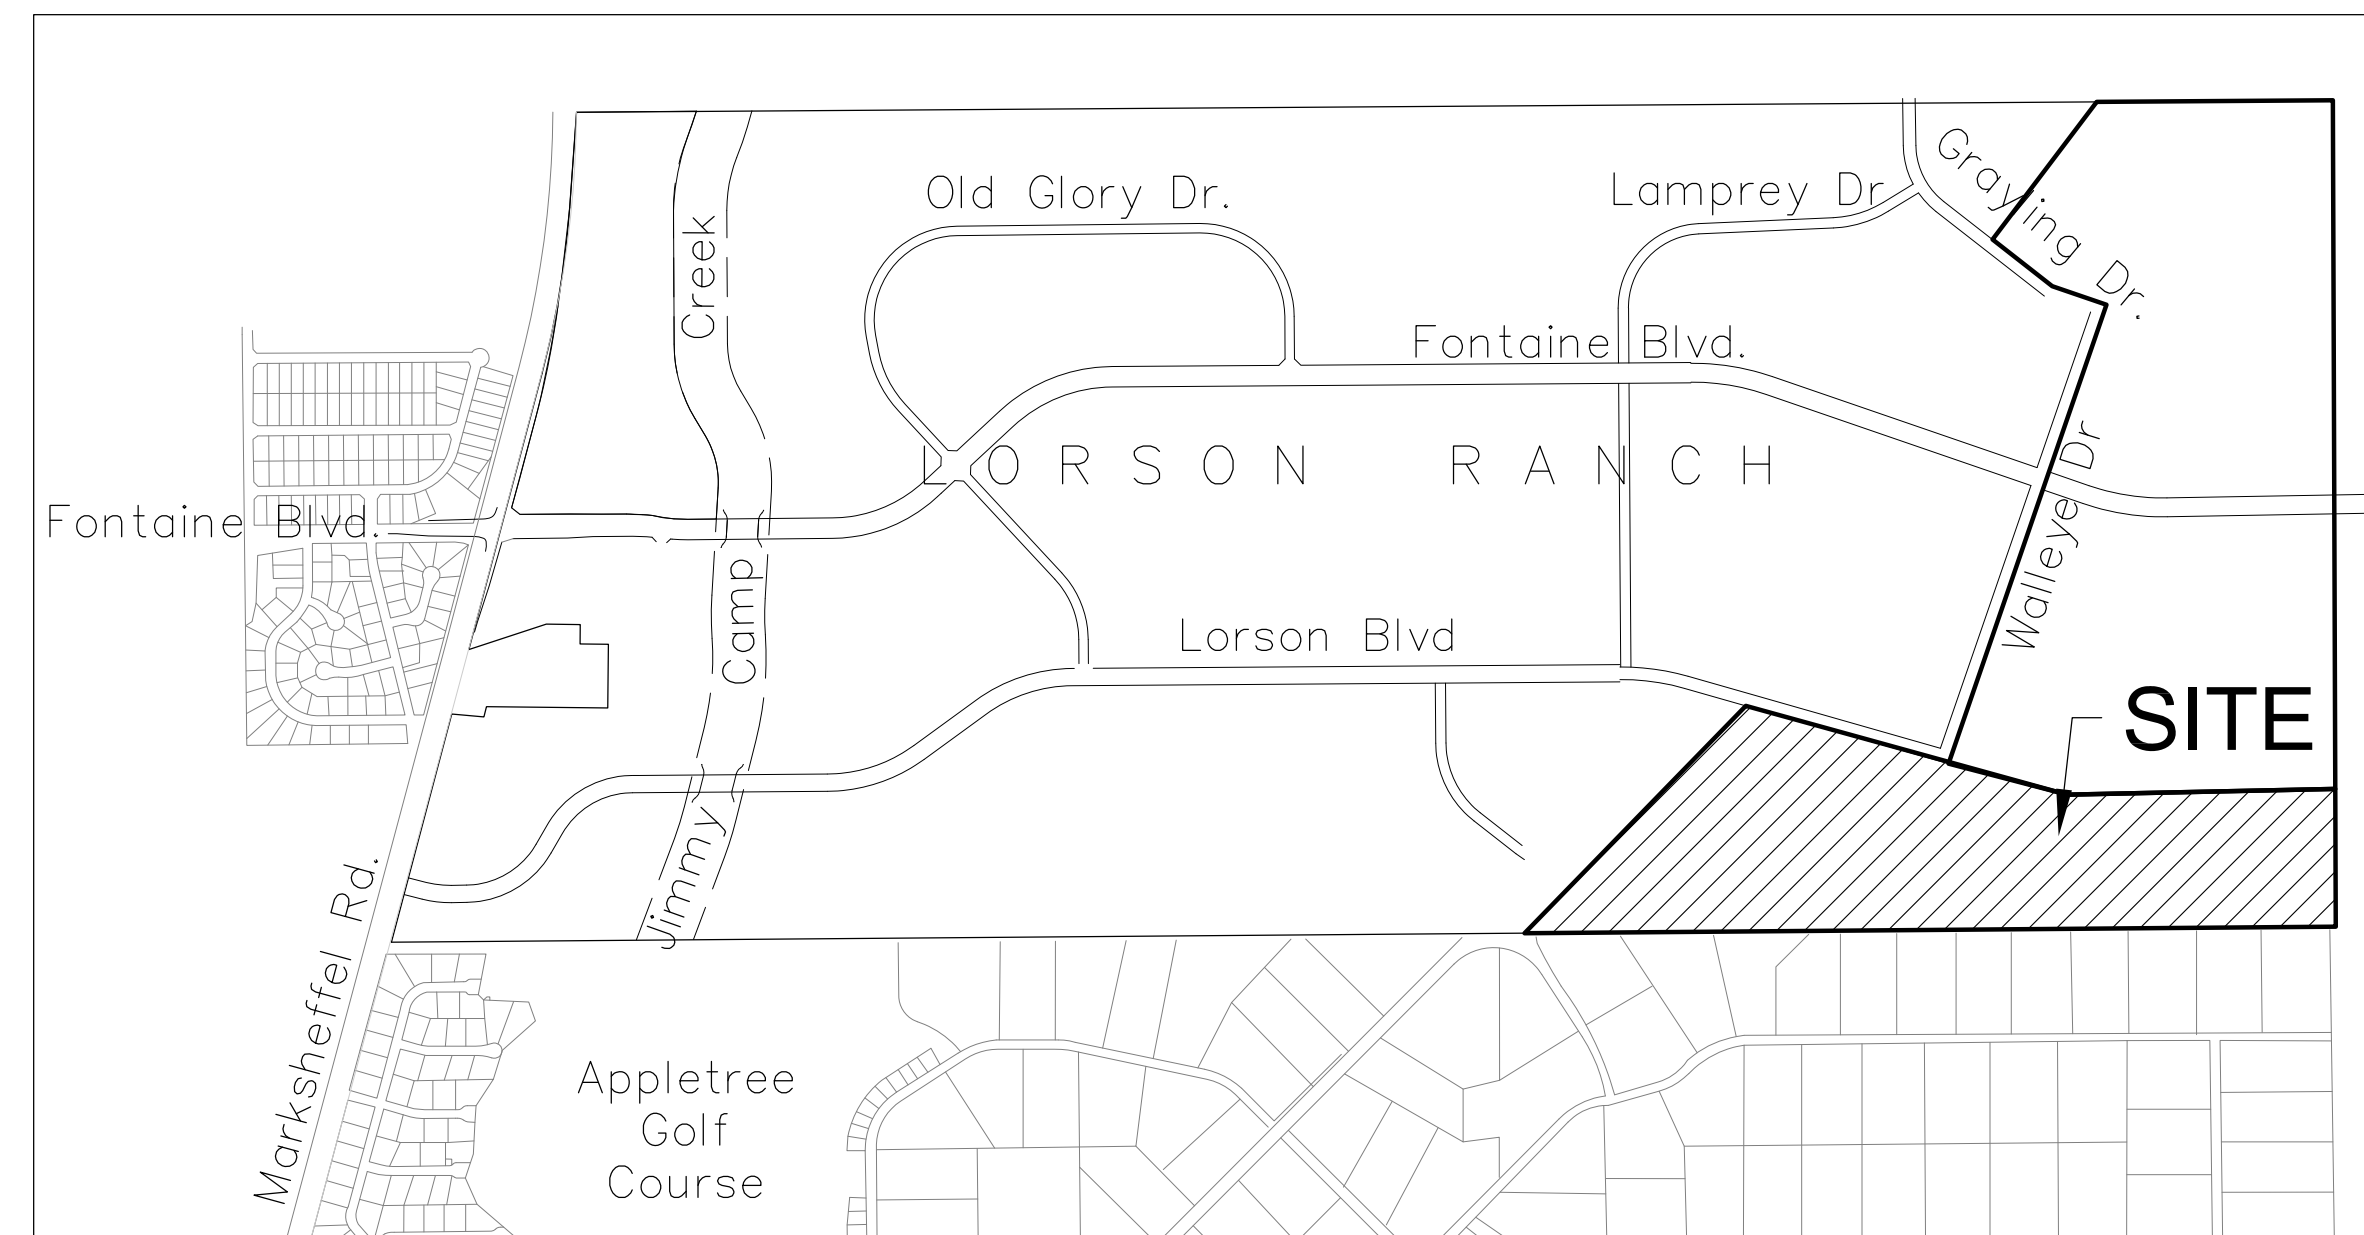 Old Glory Dr.
Lamprey Dr
Grayling Dr.
Creek
Fontaine Blvd.
LORSON RANCH
Fontaine Blvd.
Walleye Dr
Camp
Lorson Blvd
SITE
Jimmy
Marksheffel Rd.
Appletree
Golf
Course